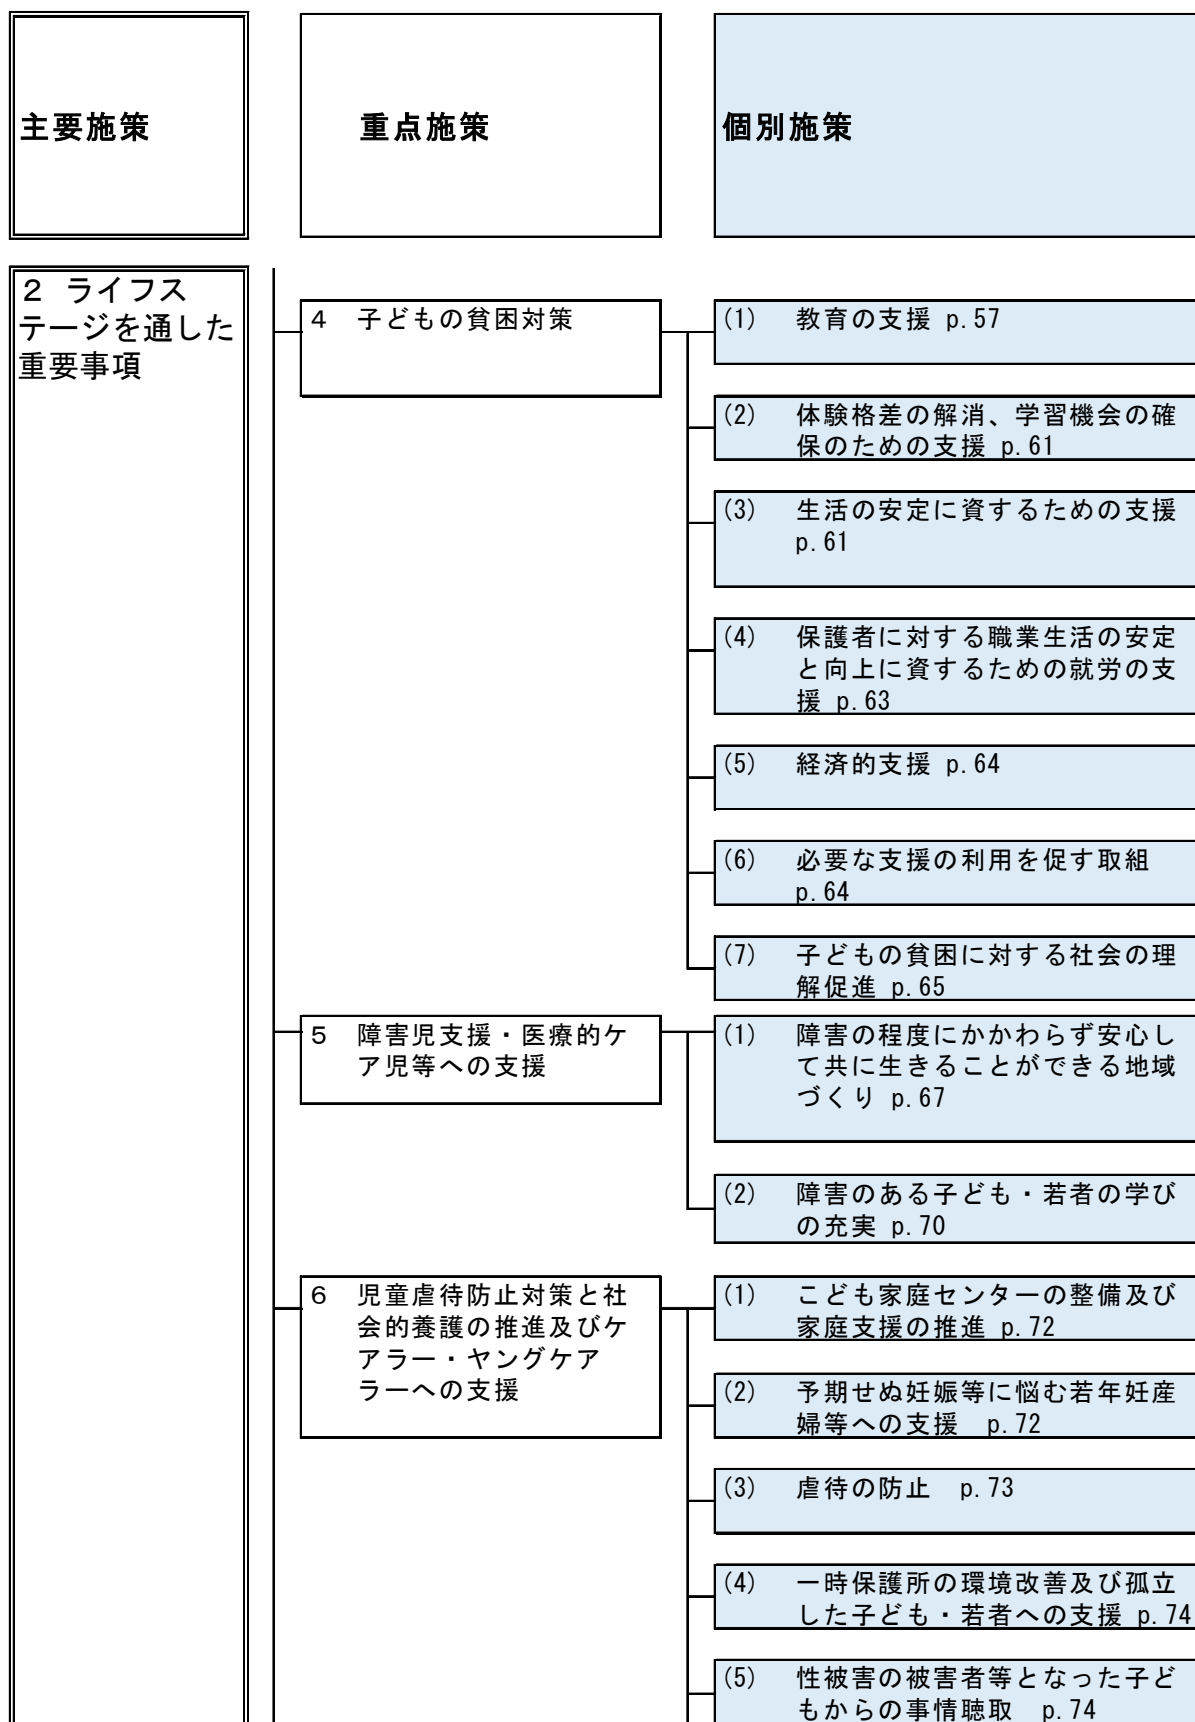 主要施策
重点施策
個別施策
2 ライフス
テージを通した
重要事項
4 子どもの貧困対策
(1) 教育の支援 p.57
(2) 体験格差の解消、学習機会の確
保のための支援 p.61
(3) 生活の安定に資するための支援
p.61
(4) 保護者に対する職業生活の安定
と向上に資するための就労の支
援 p.63
(5) 経済的支援 p.64
(6) 必要な支援の利用を促す取組
p.64
(7) 子どもの貧困に対する社会の理
解促進 p.65
5 障害児支援・医療的ケ
ア児等への支援
(1) 障害の程度にかかわらず安心し
て共に生きることができる地域
づくり p.67
(2) 障害のある子ども・若者の学び
の充実 p.70
6 児童虐待防止対策と社
会的養護の推進及びケ
アラー・ヤングケア
ラーへの支援
(1) こども家庭センターの整備及び
家庭支援の推進 p.72
(2) 予期せぬ妊娠等に悩む若年妊産
婦等への支援 p.72
(3) 虐待の防止 p.73
(4) 一時保護所の環境改善及び孤立
した子ども・若者への支援 p.74
(5) 性被害の被害者等となった子ど
もからの事情聴取 p.74